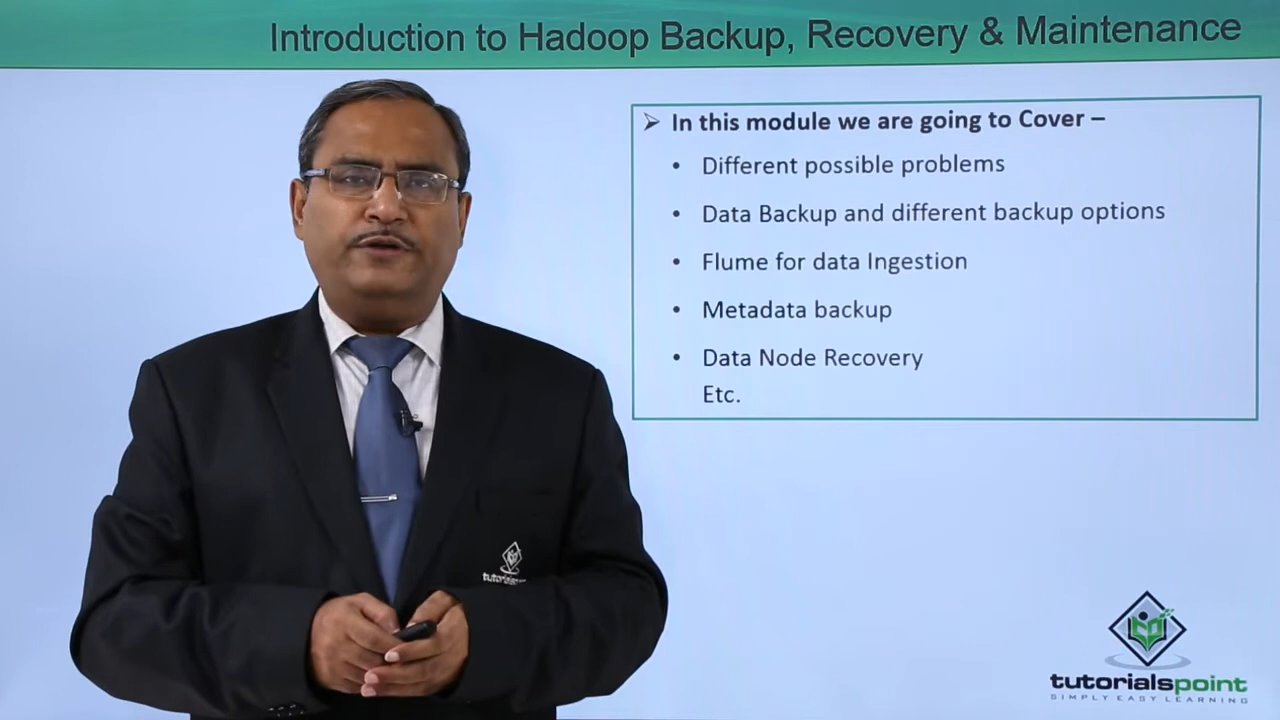 Introduction to Hadoop Backup, Recovery & Maintenance
➢ In this module we are going to Cover –
• Different possible problems
• Data Backup and different backup options
• Flume for data Ingestion
• Metadata backup
• Data Node Recovery
Etc.
tutorialspoint
SIMPLY EASY LEARNING